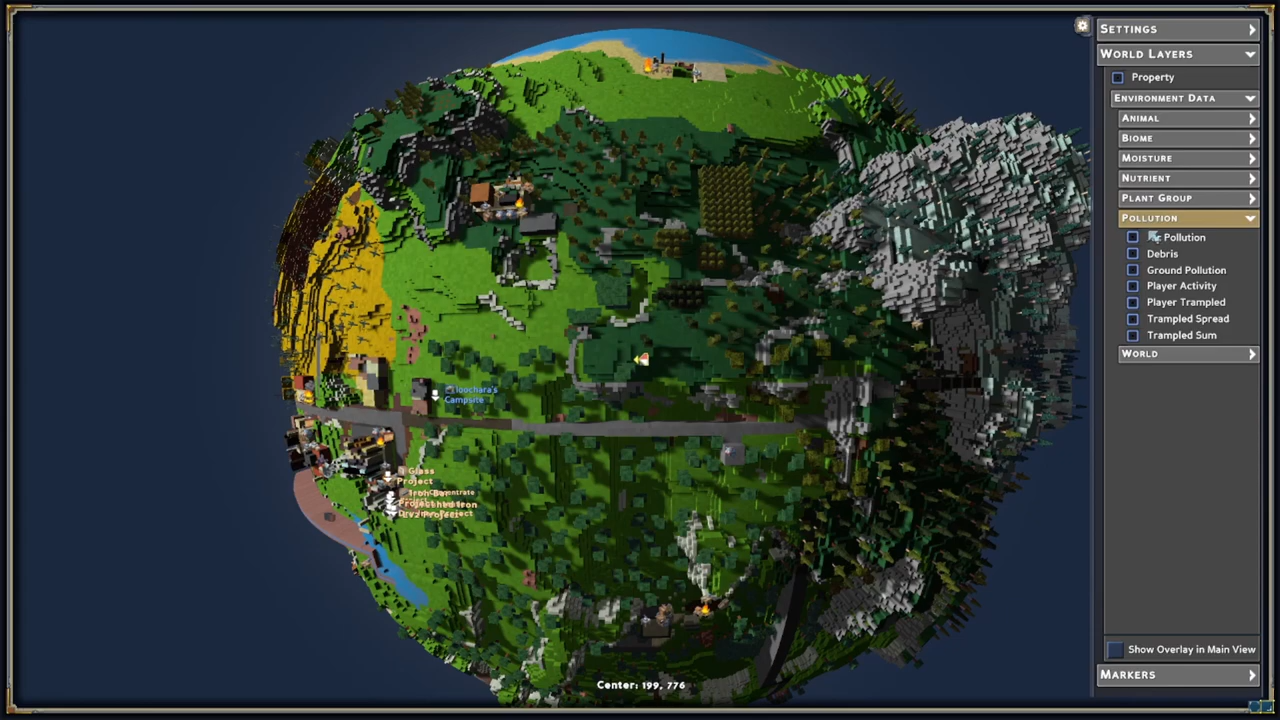 SETTINGS
WORLD LAYERS
Property
ENVIRONMENT DATA
ANIMAL
BIOME
MOISTURE
NUTRIENT
PLANT GROUP
POLLUTION
Pollution
Debris
Ground Pollution
Player Activity
Player Trampled
Trampled Spread
Trampled Sum
WORLD
Campsite
Glass
Project
Iron
Project
Center: 199, 776
Show Overlay in Main View
MARKERS